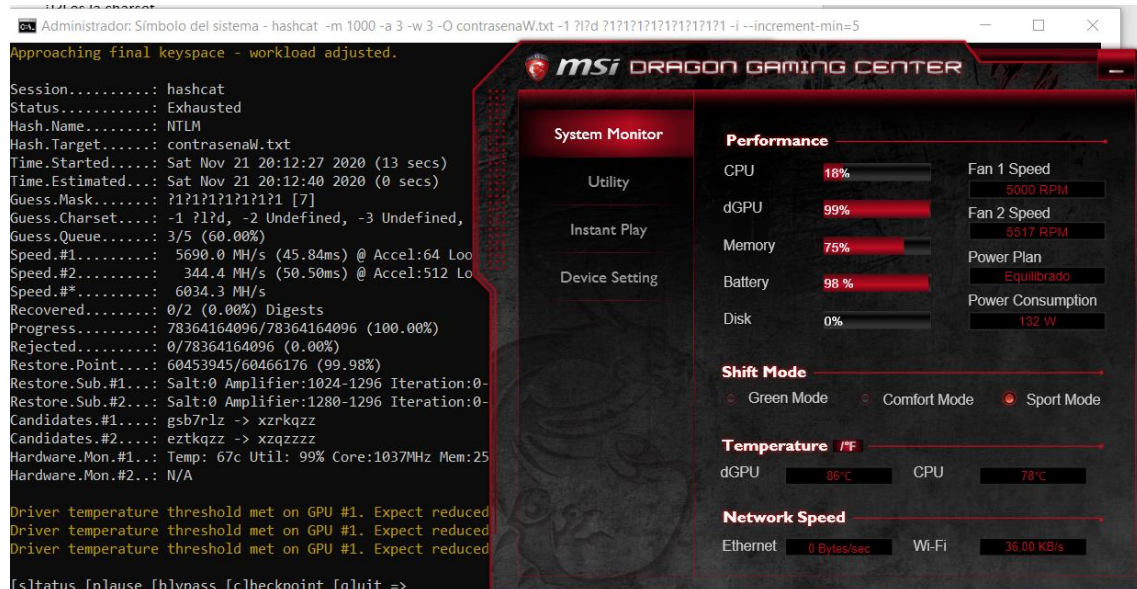 Administrador: Símbolo del sistema - hashcat -m 1000 -a 3 -w 3 -O contrasenaW.txt -1 ?l?d ?1?1?1?1?1?1?1?1?1 -i --increment-min=5
Approaching final keyspace - workload adjusted.
Session..........: hashcat
Status...........: Exhausted
Hash.Name........: NTLM
Hash.Target......: contrasenaW.txt
Time.Started.....: Sat Nov 21 20:12:27 2020 (13 secs)
Time.Estimated...: Sat Nov 21 20:12:40 2020 (0 secs)
Guess.Mask.......: ?1?1?1?1?1?1?1 [7]
Guess.Charset....: -1 ?l?d, -2 Undefined, -3 Undefined,
Guess.Queue......: 3/5 (60.00%)
Speed.#1.........: 5690.0 MH/s (45.84ms) @ Accel:64 Loo
Speed.#2.........: 344.4 MH/s (50.50ms) @ Accel:512 Lo
Speed.#*.........: 6034.3 MH/s
Recovered........: 0/2 (0.00%) Digests
Progress.........: 78364164096/78364164096 (100.00%)
Rejected.........: 0/78364164096 (0.00%)
Restore.Point....: 60453945/60466176 (99.98%)
Restore.Sub.#1...: Salt:0 Amplifier:1024-1296 Iteration:0-
Restore.Sub.#2...: Salt:0 Amplifier:1280-1296 Iteration:0-
Candidates.#1....: gsb7rlz -> xzrkqzz
Candidates.#2....: eztkqzz -> xzqzzzz
Hardware.Mon.#1..: Temp: 67c Util: 99% Core:1037MHz Mem:25
Hardware.Mon.#2..: N/A
Driver temperature threshold met on GPU #1. Expect reduced
Driver temperature threshold met on GPU #1. Expect reduced
Driver temperature threshold met on GPU #1. Expect reduced
[s]tatus [p]ause [b]ypass [c]heckpoint [q]uit =>
msi DRAGON GAMING CENTER
System Monitor
Utility
Instant Play
Device Setting
Performance
CPU 18%
dGPU 99%
Memory 75%
Battery 98 %
Disk 0%
Fan 1 Speed
5000 RPM
Fan 2 Speed
5517 RPM
Power Plan
Equilibrado
Power Consumption
132 W
Shift Mode
Green Mode Comfort Mode Sport Mode
Temperature /°F
dGPU 86°C CPU 78°C
Network Speed
Ethernet 0 Bytes/sec Wi-Fi 36,00 KB/s